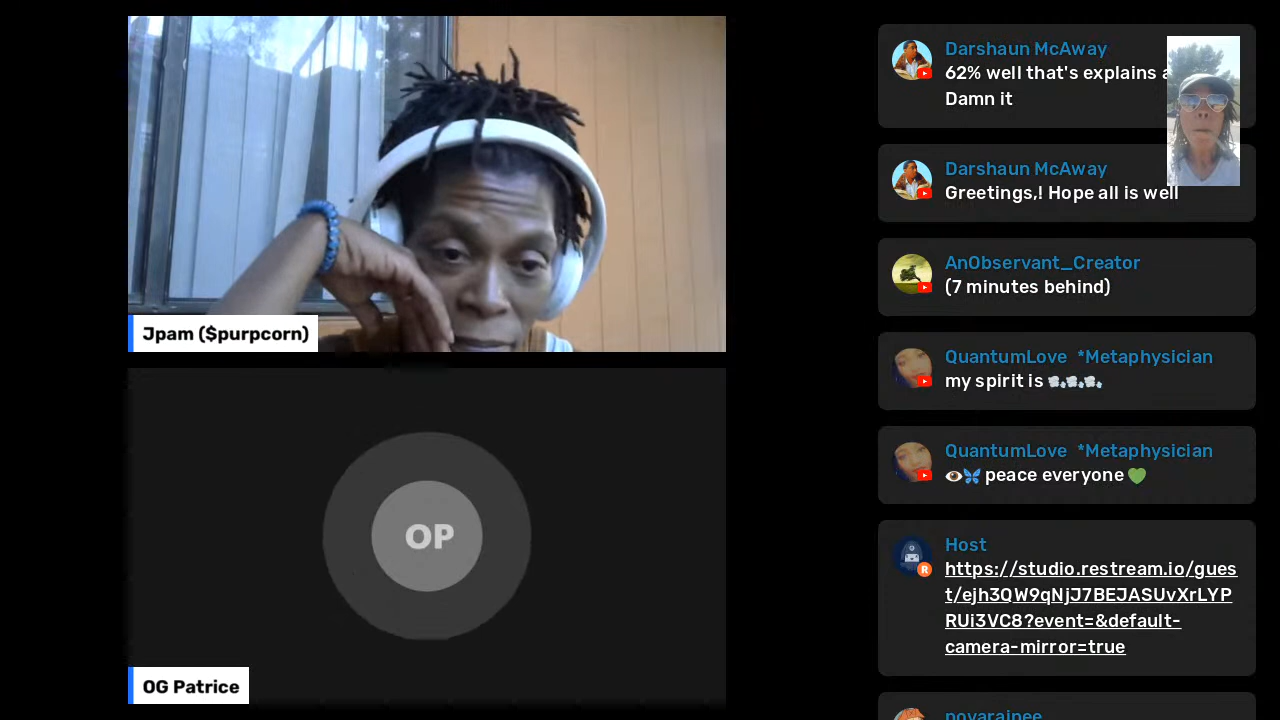 Jpam ($purpcorn)
OP
OG Patrice
Darshaun McAway
62% well that's explains
Damn it
Darshaun McAway
Greetings,! Hope all is well
AnObservant_Creator
(7 minutes behind)
QuantumLove *Metaphysician
my spirit is
QuantumLove *Metaphysician
peace everyone
Host
https://studio.restream.io/gues
t/ejh3QW9qNjJ7BEJASUvXrLYP
RUi3VC8?event=&default-
camera-mirror=true
R